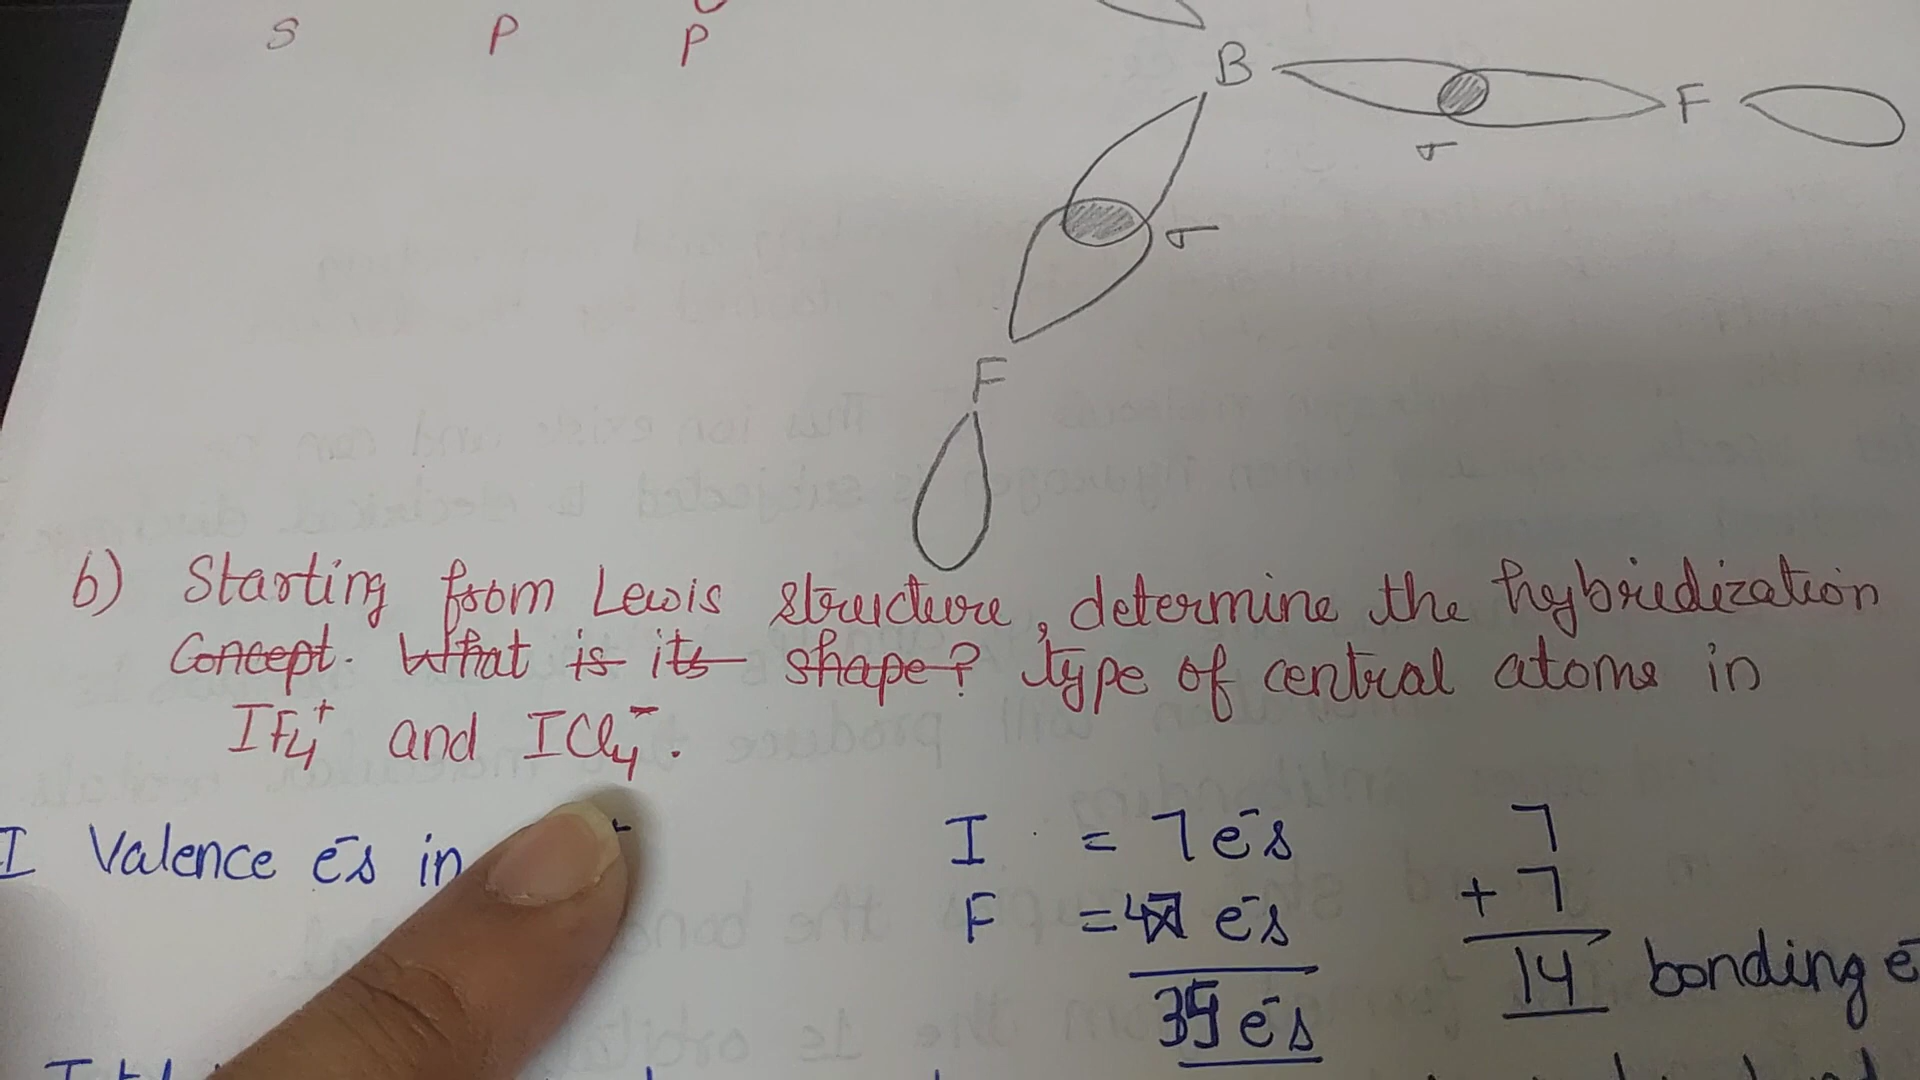 S P P
B F
σ
σ
F
b) Starting from Lewis structure, determine the hybridization
Concept. What is its shape? type of central atoms in
IF₄⁺ and ICl₄⁻.
I Valence e⁻s in I = 7 e⁻s 7
F = 4x7 e⁻s + 7
35 e⁻s 14 bonding e⁻